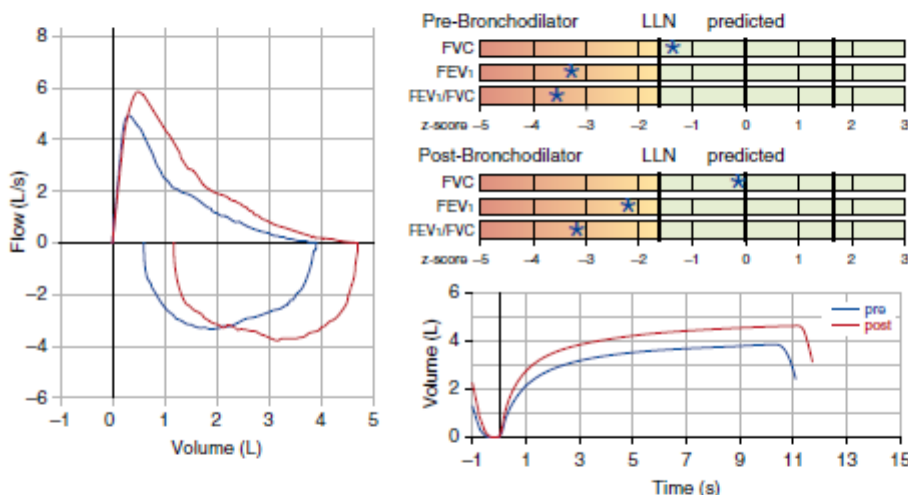 8
6
4
2
0
−2
−4
−6
−1 0 1 2 3 4 5
Flow (L/s)
Volume (L)
Pre-Bronchodilator LLN predicted
FVC
FEV1
FEV1/FVC
z-score −5 −4 −3 −2 −1 0 1 2 3
Post-Bronchodilator LLN predicted
FVC
FEV1
FEV1/FVC
z-score −5 −4 −3 −2 −1 0 1 2 3
6
4
2
0
Volume (L)
pre
post
−1 1 3 5 7 9 11 13 15
Time (s)